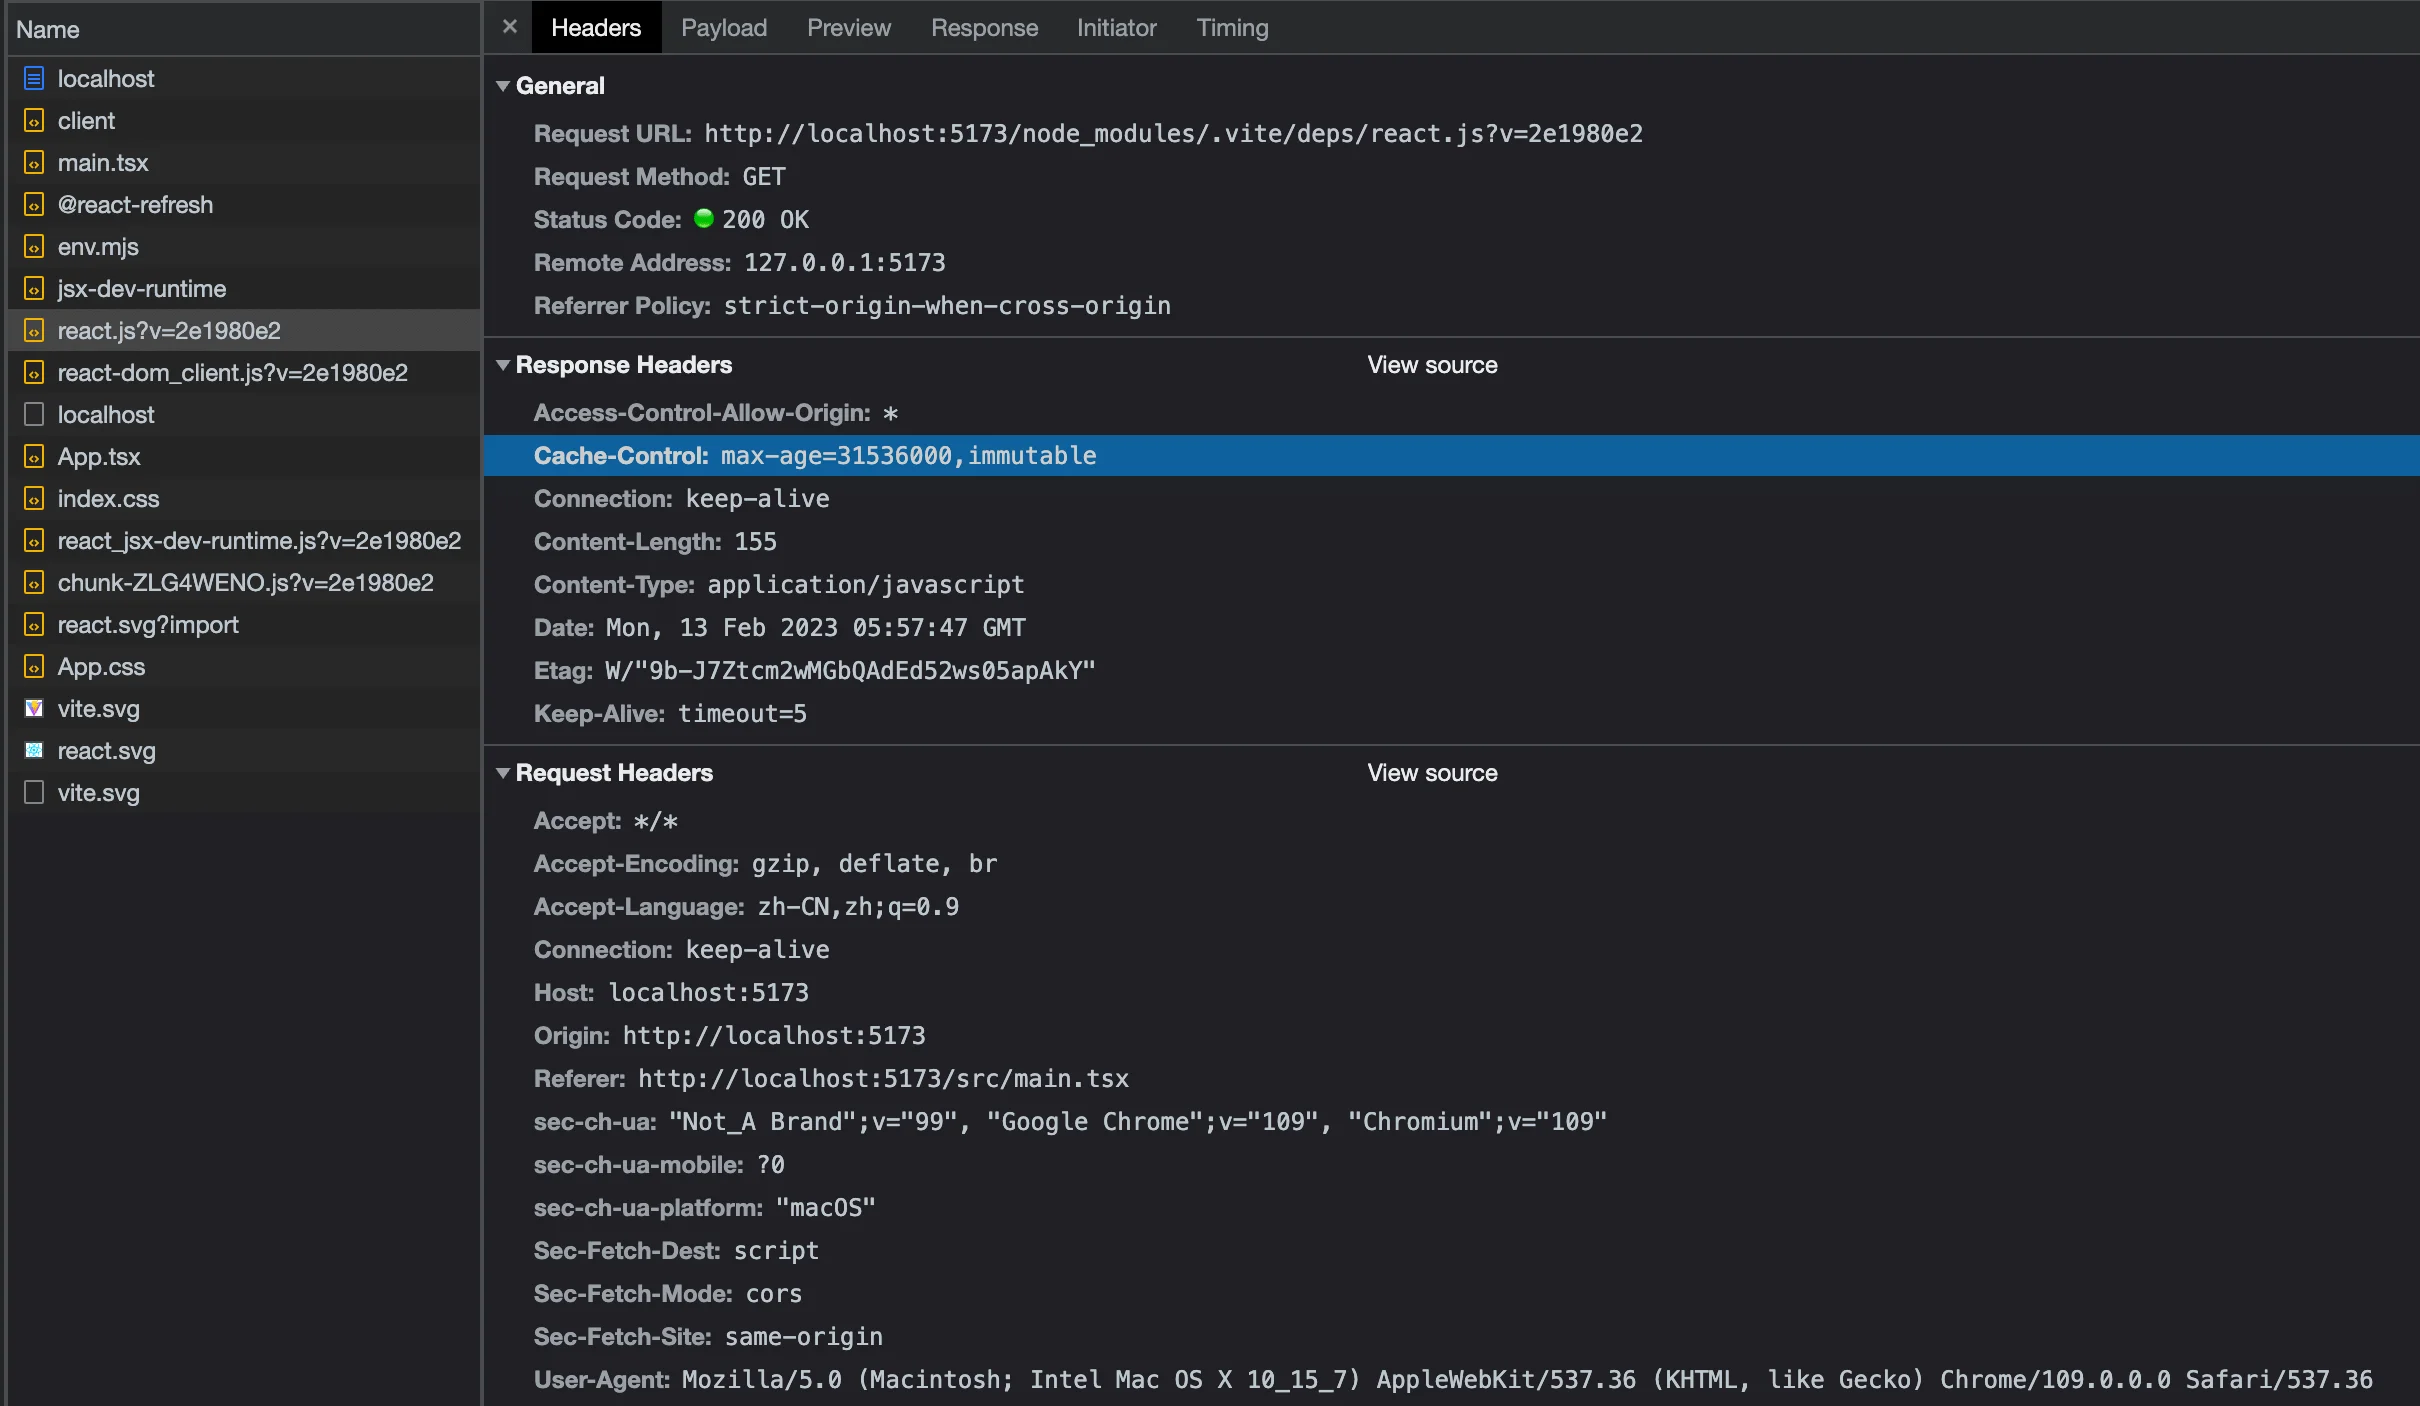 Name
localhost
client
main.tsx
@react-refresh
env.mjs
jsx-dev-runtime
react.js?v=2e1980e2
react-dom_client.js?v=2e1980e2
localhost
App.tsx
index.css
react_jsx-dev-runtime.js?v=2e1980e2
chunk-ZLG4WENO.js?v=2e1980e2
react.svg?import
App.css
vite.svg
react.svg
vite.svg
× Headers Payload Preview Response Initiator Timing
General
Request URL: http://localhost:5173/node_modules/.vite/deps/react.js?v=2e1980e2
Request Method: GET
Status Code: 200 OK
Remote Address: 127.0.0.1:5173
Referrer Policy: strict-origin-when-cross-origin
Response Headers View source
Access-Control-Allow-Origin: *
Cache-Control: max-age=31536000,immutable
Connection: keep-alive
Content-Length: 155
Content-Type: application/javascript
Date: Mon, 13 Feb 2023 05:57:47 GMT
Etag: W/"9b-J7Ztcm2wMGbQAdEd52ws05apAkY"
Keep-Alive: timeout=5
Request Headers View source
Accept: */*
Accept-Encoding: gzip, deflate, br
Accept-Language: zh-CN,zh;q=0.9
Connection: keep-alive
Host: localhost:5173
Origin: http://localhost:5173
Referer: http://localhost:5173/src/main.tsx
sec-ch-ua: "Not_A Brand";v="99", "Google Chrome";v="109", "Chromium";v="109"
sec-ch-ua-mobile: ?0
sec-ch-ua-platform: "macOS"
Sec-Fetch-Dest: script
Sec-Fetch-Mode: cors
Sec-Fetch-Site: same-origin
User-Agent: Mozilla/5.0 (Macintosh; Intel Mac OS X 10_15_7) AppleWebKit/537.36 (KHTML, like Gecko) Chrome/109.0.0.0 Safari/537.36